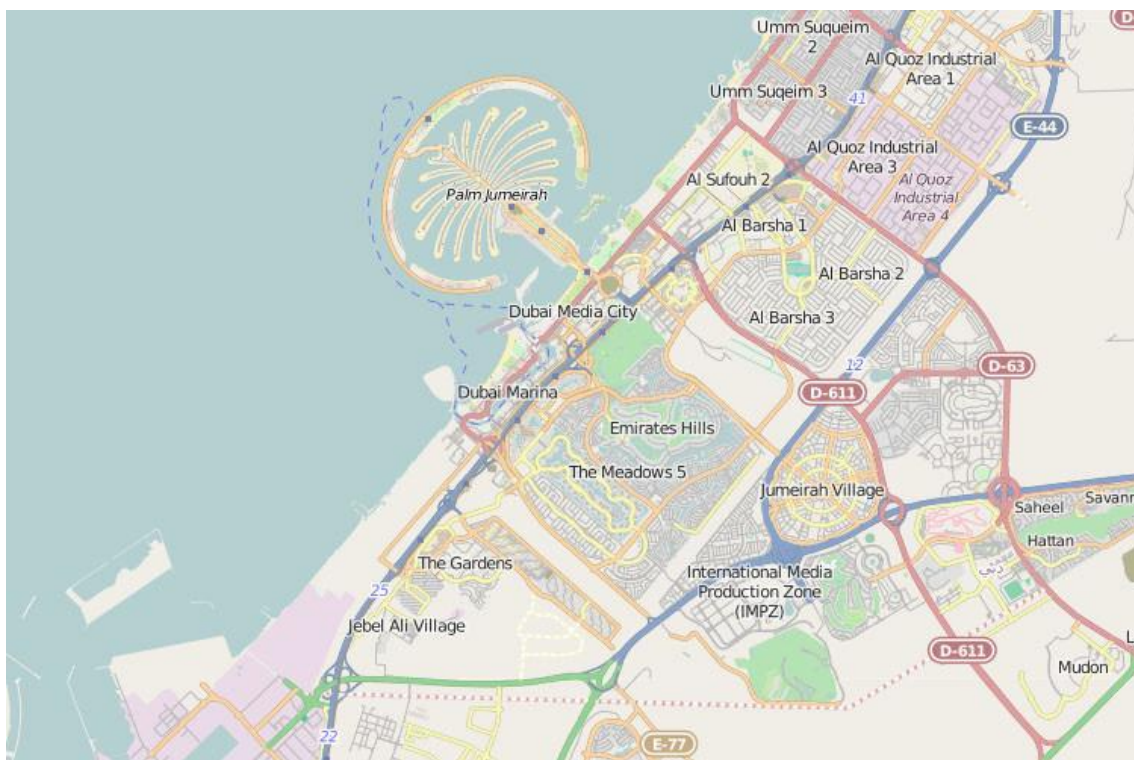 Umm Suqueim
2
Al Quoz Industrial
Area 1
Umm Suqeim 3
41
E-44
Al Quoz Industrial
Area 3
Al Sufouh 2
Al Quoz
Industrial
Area 4
Palm Jumeirah
Al Barsha 1
Al Barsha 2
Dubai Media City
Al Barsha 3
12
D-63
D-611
Dubai Marina
Emirates Hills
The Meadows 5
Jumeirah Village
Savann
Saheel
Hattan
The Gardens
دبي
International Media
Production Zone
(IMPZ)
25
Jebel Ali Village
D-611
L
Mudon
22
E-77